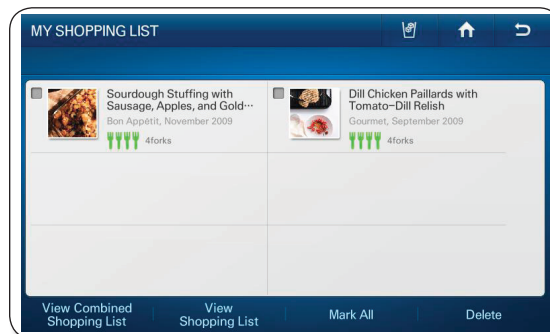 MY SHOPPING LIST
Sourdough Stuffing with
Sausage, Apples, and Gold…
Bon Appétit, November 2009
4forks
Dill Chicken Paillards with
Tomato-Dill Relish
Gourmet, September 2009
4forks
View Combined
Shopping List
View
Shopping List
Mark All
Delete